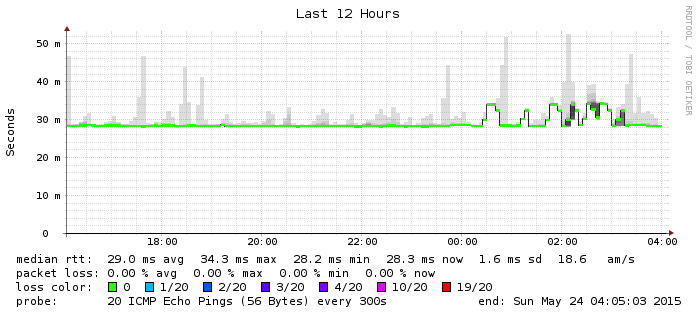 Last 12 Hours
RRDTOOL / TOBI OETIKER
Seconds
50 m
40 m
30 m
20 m
10 m
0
18:00 20:00 22:00 00:00 02:00 04:00
median rtt: 29.0 ms avg 34.3 ms max 28.2 ms min 28.3 ms now 1.6 ms sd 18.6 am/s
packet loss: 0.00 % avg 0.00 % max 0.00 % min 0.00 % now
loss color: 0 1/20 2/20 3/20 4/20 10/20 19/20
probe: 20 ICMP Echo Pings (56 Bytes) every 300s end: Sun May 24 04:05:03 2015